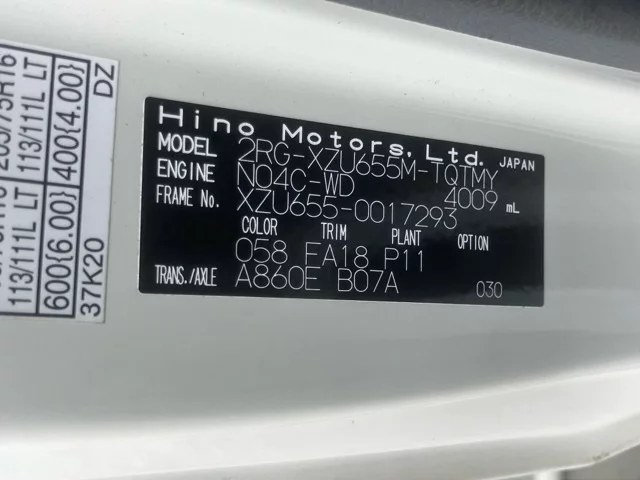 Hino Motors, Ltd. JAPAN
MODEL 2RG-XZU655M-TQTMY
ENGINE N04C-WD 4009 mL
FRAME No. XZU655-0017293
COLOR TRIM PLANT OPTION
058 FA18 P11
TRANS./AXLE A860E B07A 030
113/111L LT 113/111L LT
600{6.00} 400{4.00}
37K20 DZ